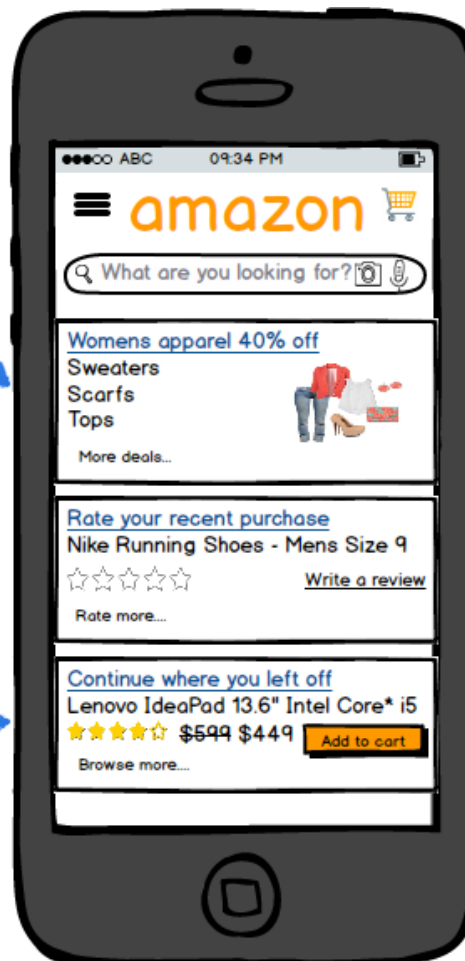 ABC 09:34 PM
amazon
What are you looking for?
Womens apparel 40% off
Sweaters
Scarfs
Tops
More deals...
Rate your recent purchase
Nike Running Shoes - Mens Size 9
Write a review
Rate more....
Continue where you left off
Lenovo IdeaPad 13.6" Intel Core* i5
$599 $449 Add to cart
Browse more....